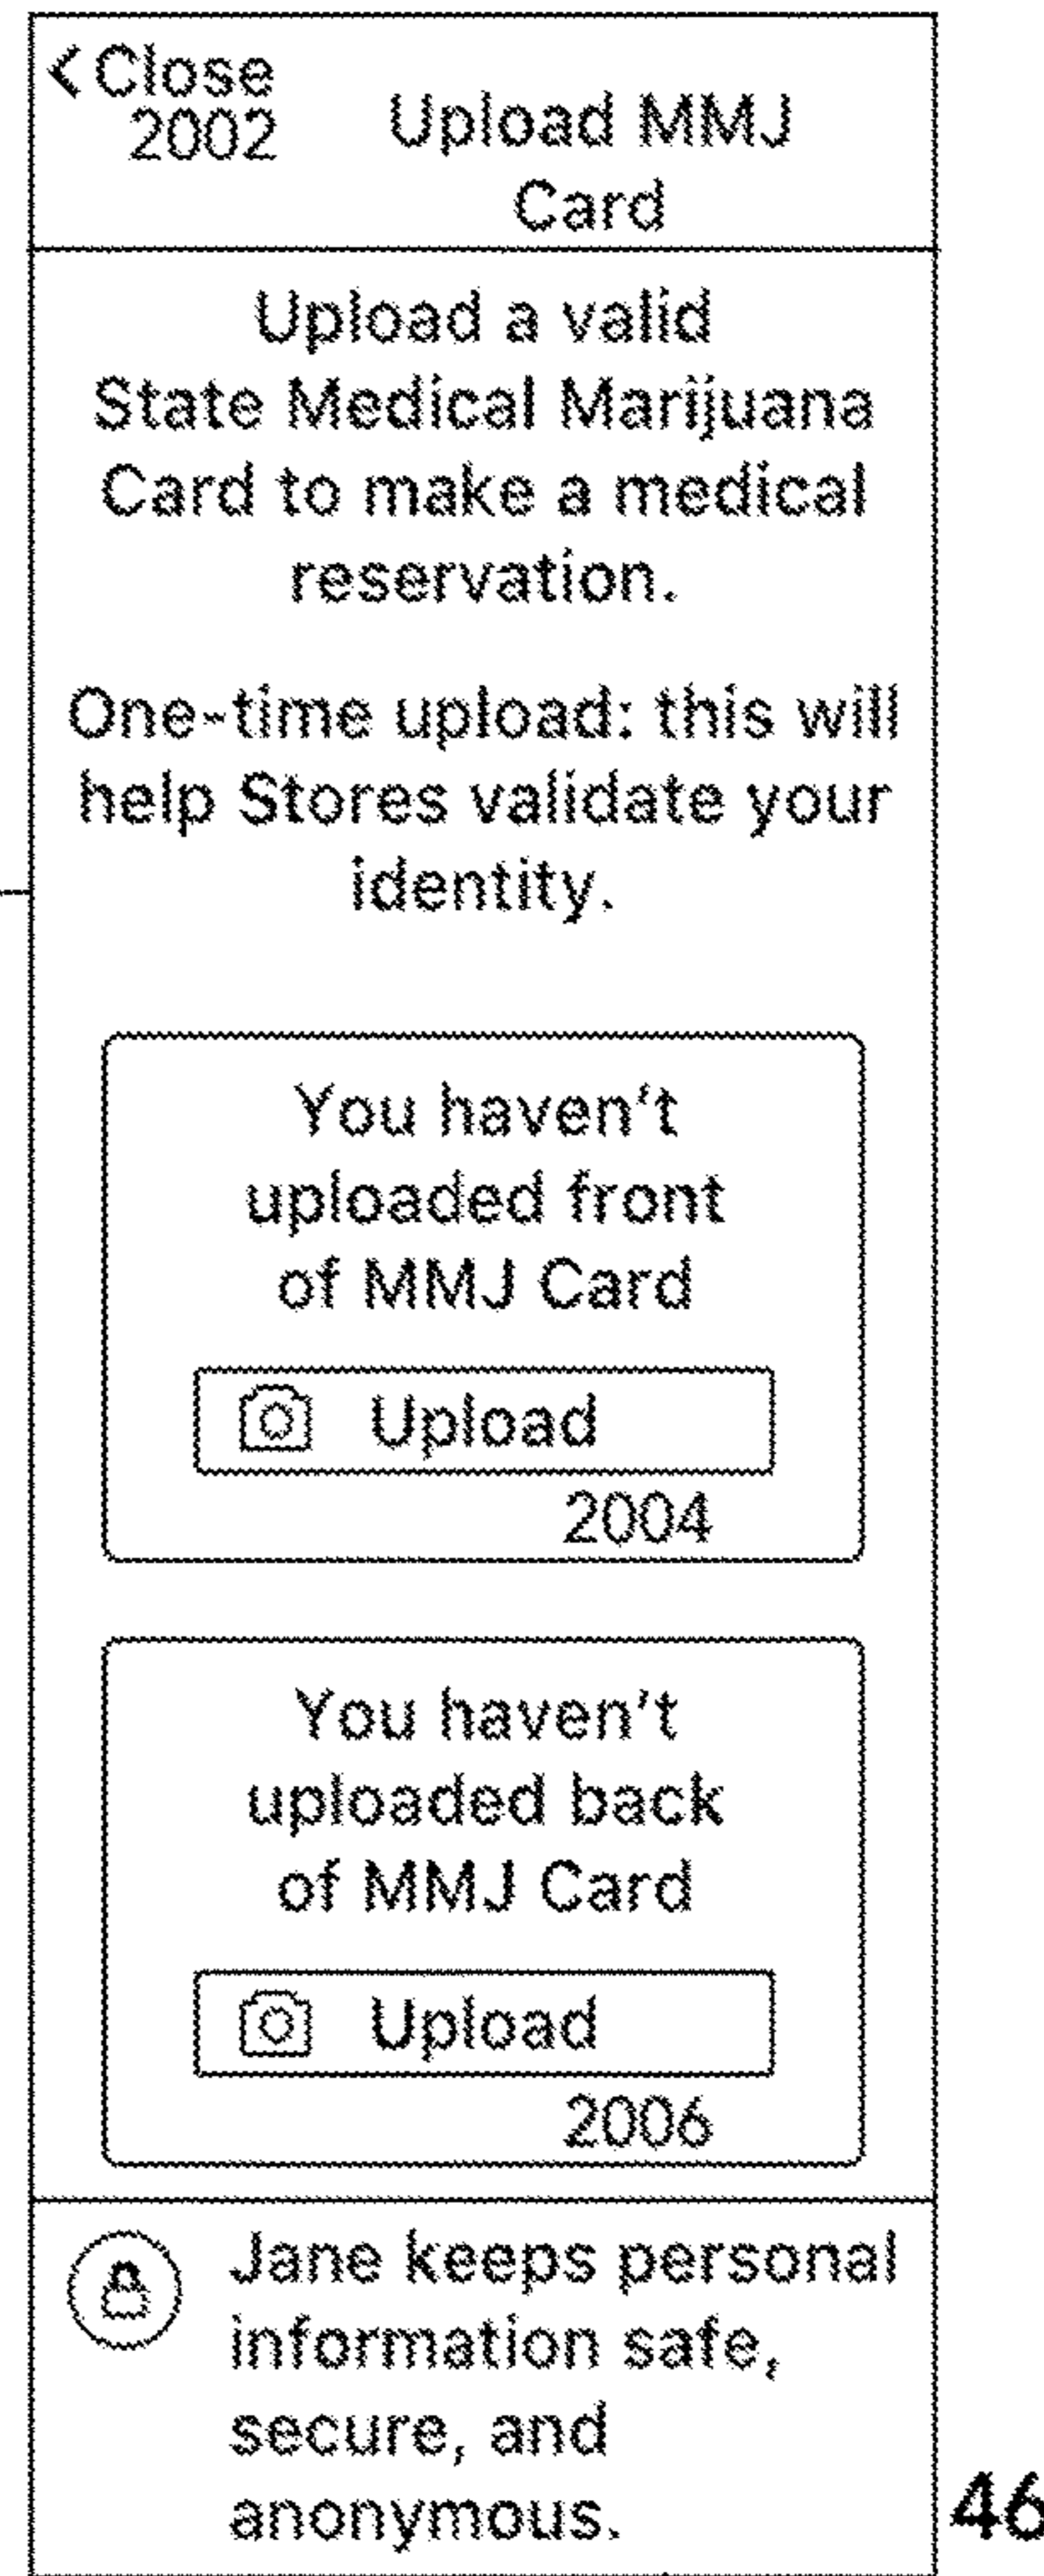 < Close
2002
Upload MMJ
Card
Upload a valid
State Medical Marijuana
Card to make a medical
reservation.
One-time upload: this will
help Stores validate your
identity.
You haven't
uploaded front
of MMJ Card
Upload
2004
You haven't
uploaded back
of MMJ Card
Upload
2006
Jane keeps personal
information safe,
secure, and
anonymous.
46